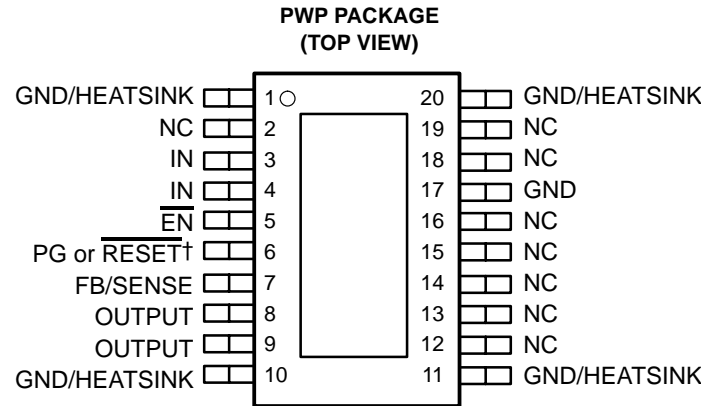 PWP PACKAGE
(TOP VIEW)
GND/HEATSINK 1 20 GND/HEATSINK
NC 2 19 NC
IN 3 18 NC
IN 4 17 GND
EN 5 16 NC
PG or RESET† 6 15 NC
FB/SENSE 7 14 NC
OUTPUT 8 13 NC
OUTPUT 9 12 NC
GND/HEATSINK 10 11 GND/HEATSINK